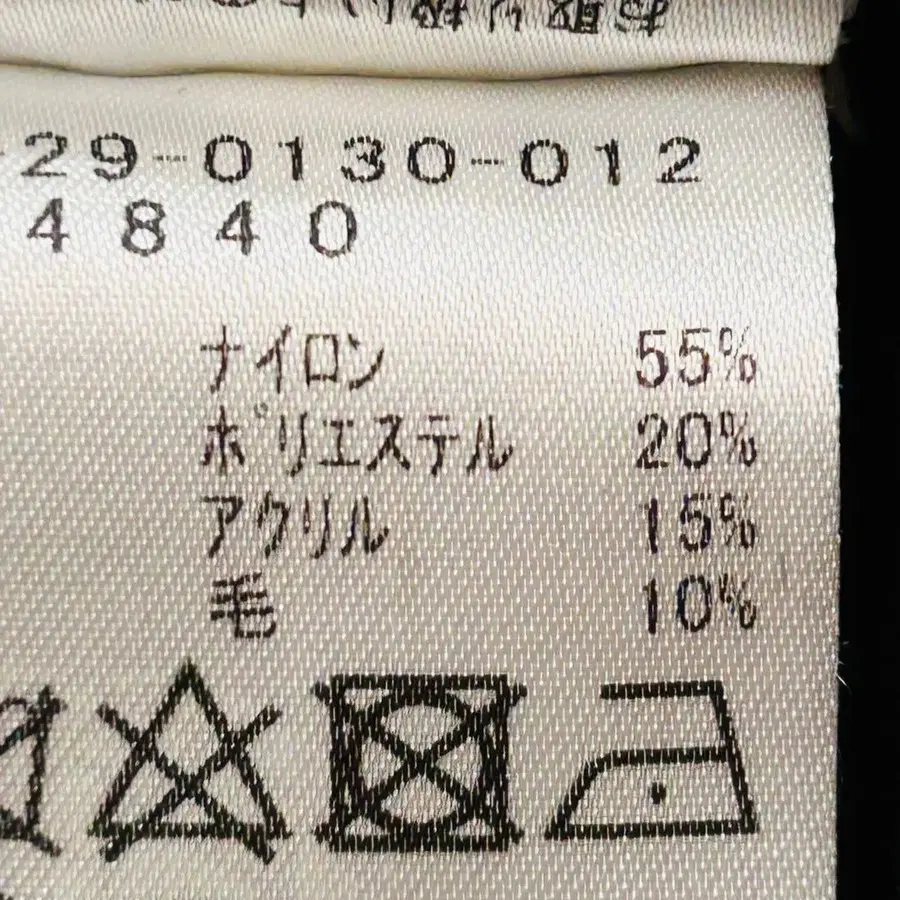 29-0130-012
4840
ナイロン 55%
ポリエステル 20%
アクリル 15%
毛 10%